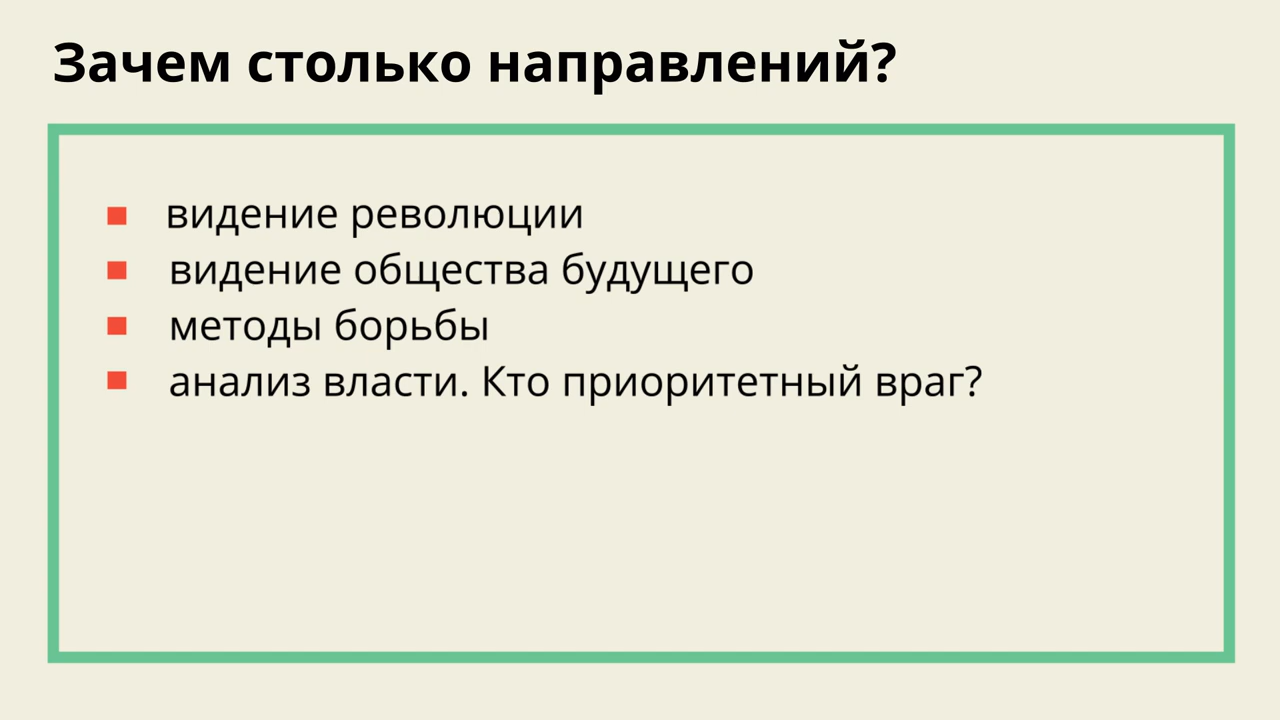 Зачем столько направлений?
видение революции
видение общества будущего
методы борьбы
анализ власти. Кто приоритетный враг?